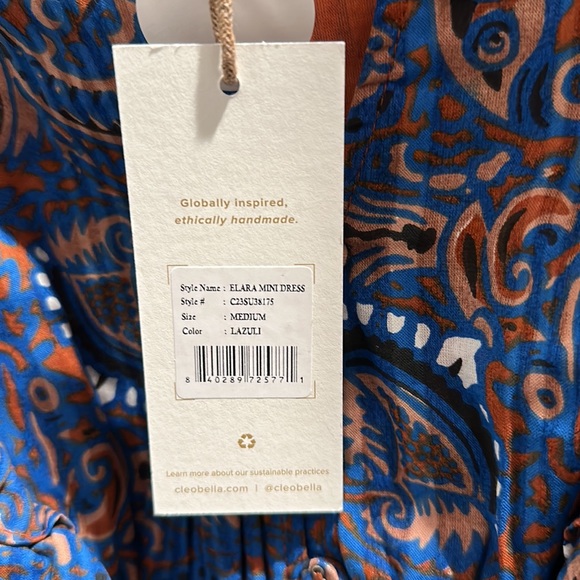 Globally inspired,
ethically handmade.
Style Name : ELARA MINI DRESS
Style # : C23SU38175
Size : MEDIUM
Color : LAZULI
8 40289 72577 1
Learn more about our sustainable practices
cleobella.com | @cleobella